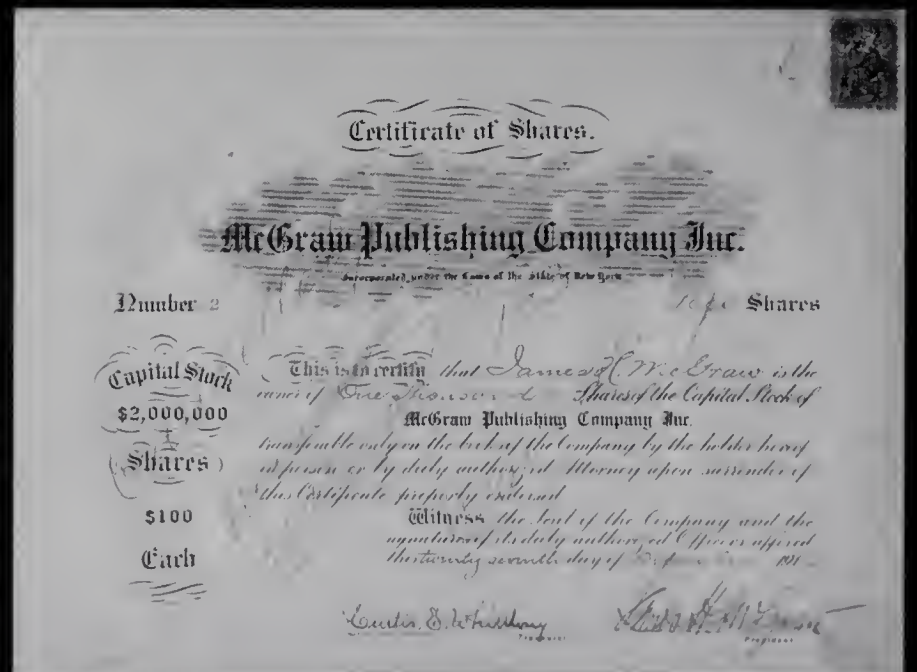 Certificate of Shares.
McGraw Publishing Company Inc.
Incorporated under the Laws of the State of New York
Number 2
Shares
Capital Stock
$2,000,000
Shares
$100
Each
This is to certify that James H. McGraw is the
owner of One Thousand Shares of the Capital Stock of
McGraw Publishing Company Inc.
transferable only on the books of the Company by the holder hereof
in person or by duly authorized Attorney upon surrender of
this Certificate properly endorsed
Witness the Seal of the Company and the
signatures of its duly authorized Officers affixed
this twenty seventh day of
Curtis E. Whittlesey
Treasurer
President